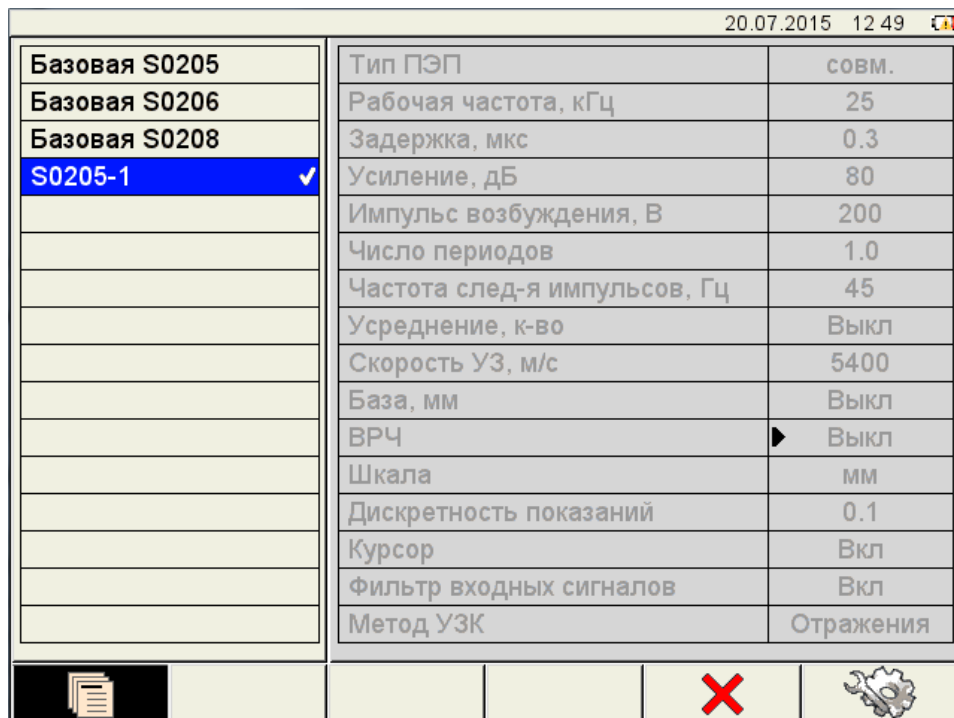 20.07.2015 12 49
Базовая S0205
Базовая S0206
Базовая S0208
S0205-1
Тип ПЭП совм.
Рабочая частота, кГц 25
Задержка, мкс 0.3
Усиление, дБ 80
Импульс возбуждения, В 200
Число периодов 1.0
Частота след-я импульсов, Гц 45
Усреднение, к-во Выкл
Скорость УЗ, м/с 5400
База, мм Выкл
ВРЧ Выкл
Шкала мм
Дискретность показаний 0.1
Курсор Вкл
Фильтр входных сигналов Вкл
Метод УЗК Отражения